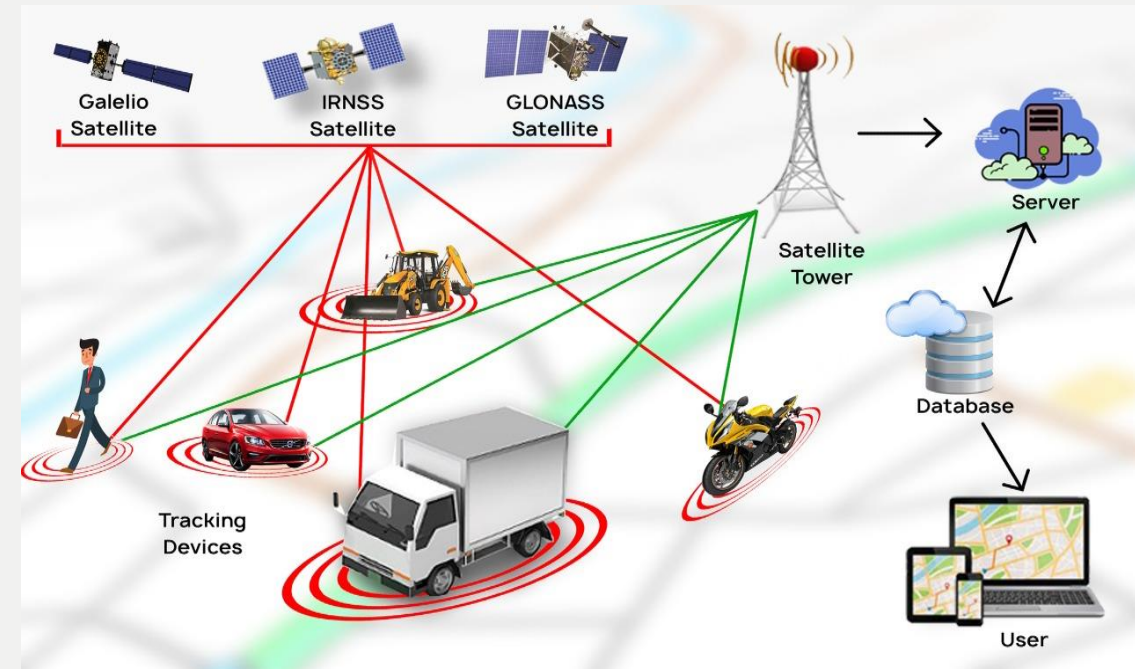 Galelio
Satellite
IRNSS
Satellite
GLONASS
Satellite
Satellite
Tower
Server
Database
Tracking
Devices
User